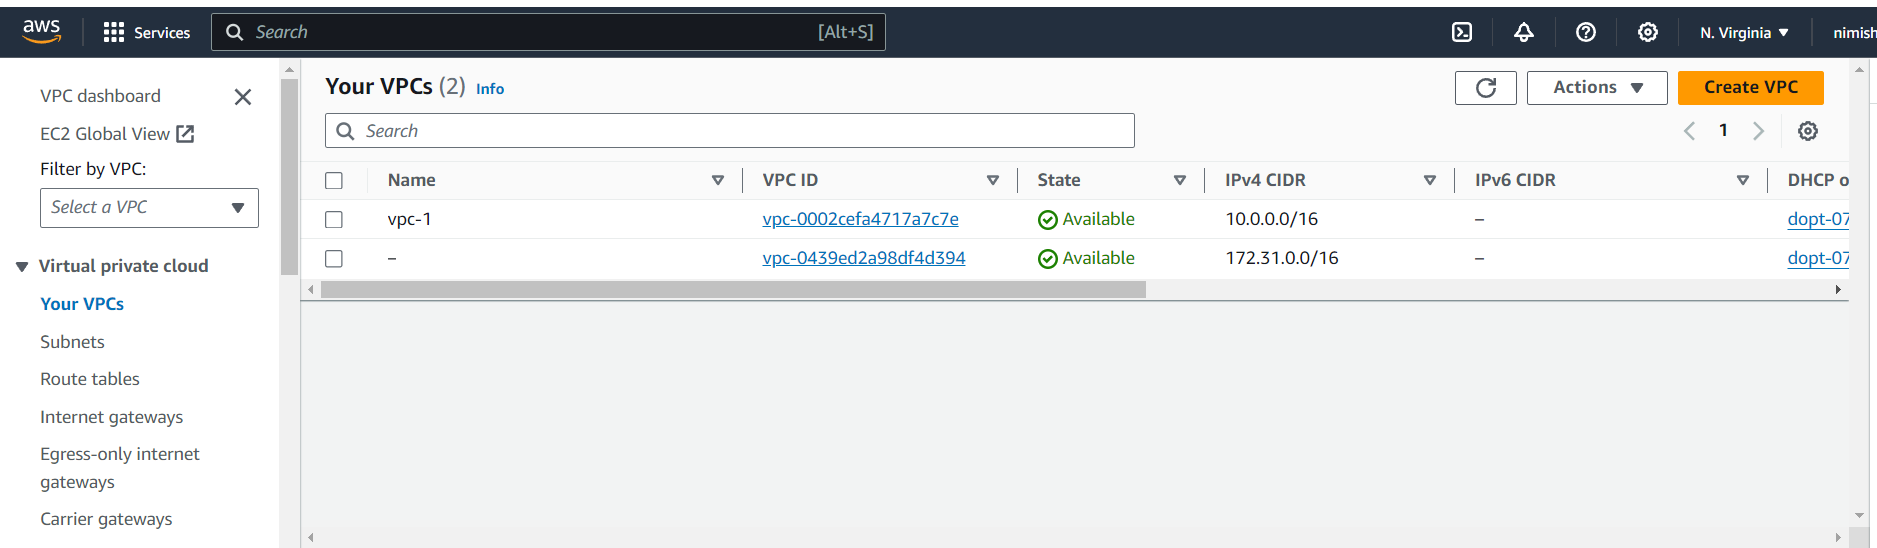 aws Services Search [Alt+S] N. Virginia nimish
VPC dashboard
EC2 Global View
Filter by VPC:
Select a VPC
Virtual private cloud
Your VPCs
Subnets
Route tables
Internet gateways
Egress-only internet
gateways
Carrier gateways
Your VPCs (2) Info
Actions
Create VPC
Search
1
Name VPC ID State IPv4 CIDR IPv6 CIDR DHCP o
vpc-1 vpc-0002cefa4717a7c7e Available 10.0.0.0/16 – dopt-07
– vpc-0439ed2a98df4d394 Available 172.31.0.0/16 – dopt-07